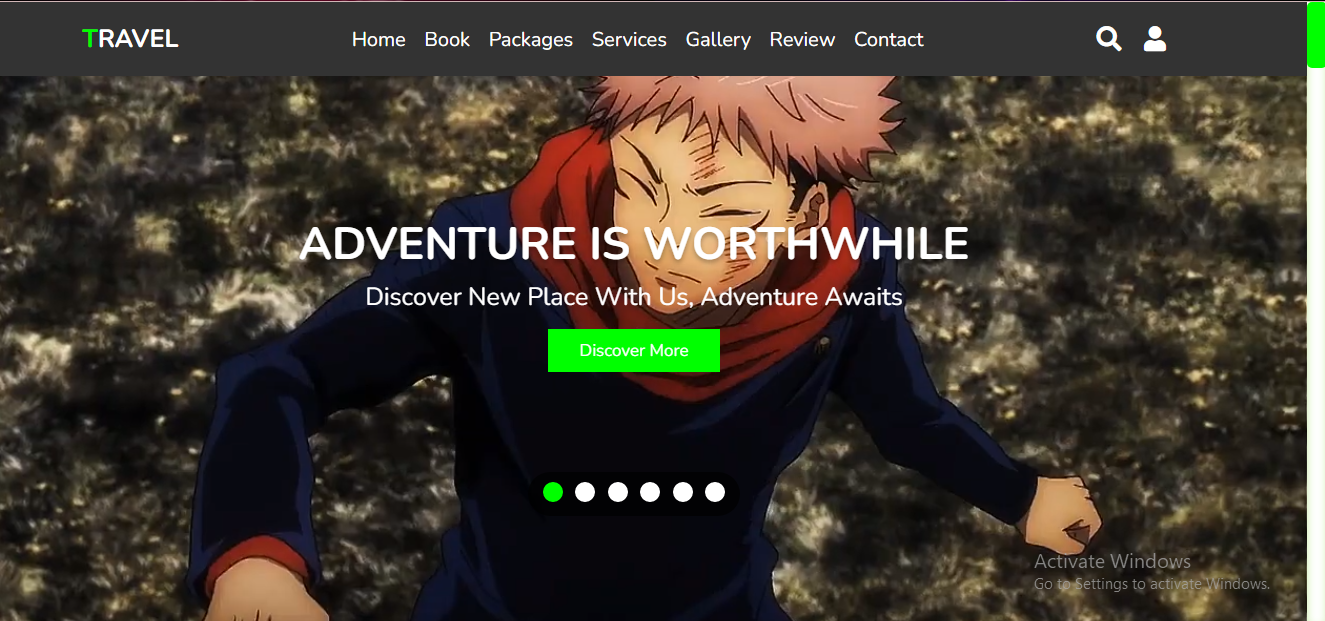 TRAVEL
Home Book Packages Services Gallery Review Contact
ADVENTURE IS WORTHWHILE
Discover New Place With Us, Adventure Awaits
Discover More
Activate Windows
Go to Settings to activate Windows.